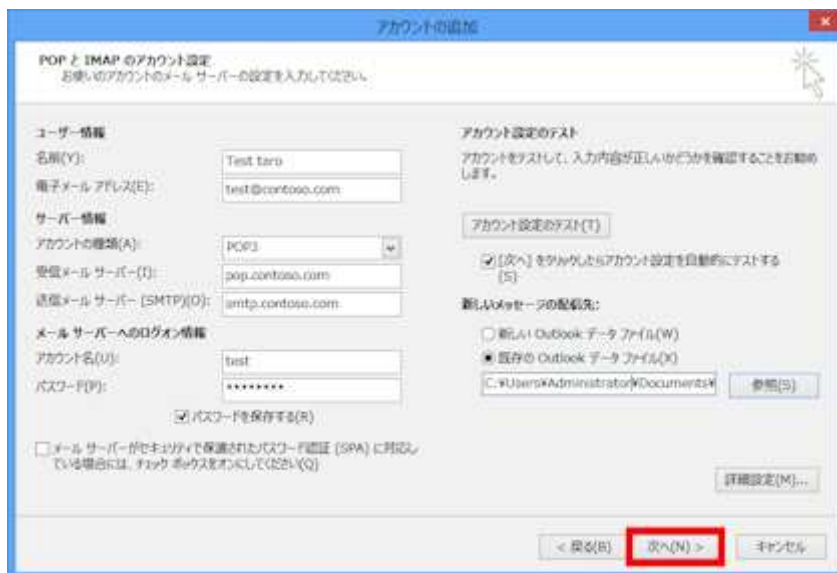 アカウントの追加
POP と IMAP のアカウント設定
お使いのアカウントのメール サーバーの設定を入力してください。
ユーザー情報
名前(Y):
Test taro
電子メール アドレス(E):
test@contoso.com
サーバー情報
アカウントの種類(A):
POP3
受信メール サーバー(I):
pop.contoso.com
送信メール サーバー (SMTP)(O):
smtp.contoso.com
メール サーバーへのログオン情報
アカウント名(U):
test
パスワード(P):
********
パスワードを保存する(R)
メール サーバーがセキュリティで保護されたパスワード認証 (SPA) に対応し
ている場合には、チェック ボックスをオンにしてください(Q)
アカウント設定のテスト
アカウントをテストして、入力内容が正しいかどうかを確認することをお勧め
します。
アカウント設定のテスト(T)
[次へ] をクリックしたらアカウント設定を自動的にテストする
(S)
新しいメッセージの配信先:
新しい Outlook データ ファイル(W)
既存の Outlook データ ファイル(X)
C:¥Users¥Administrator¥Documents¥
参照(S)
詳細設定(M)...
< 戻る(B)
次へ(N) >
キャンセル